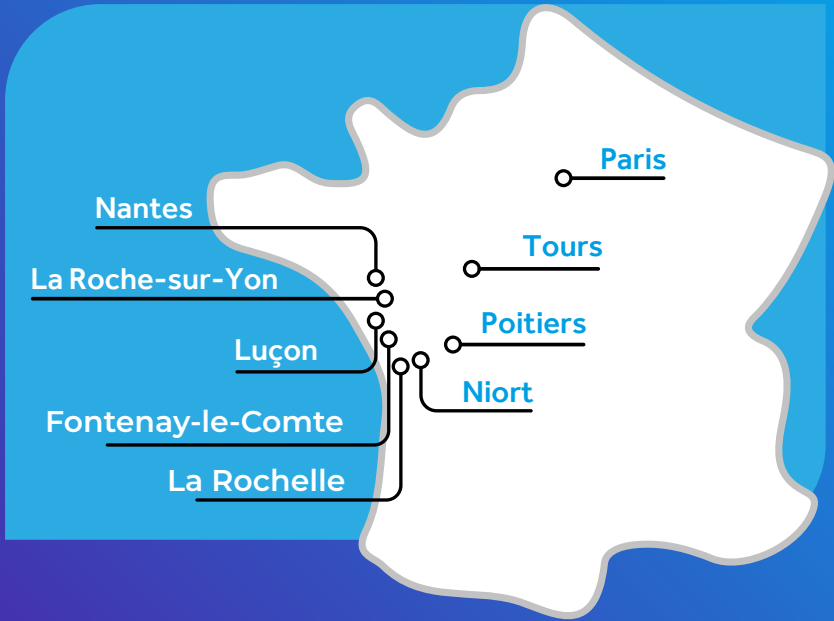 Paris
Nantes
Tours
La Roche-sur-Yon
Poitiers
Luçon
Niort
Fontenay-le-Comte
La Rochelle